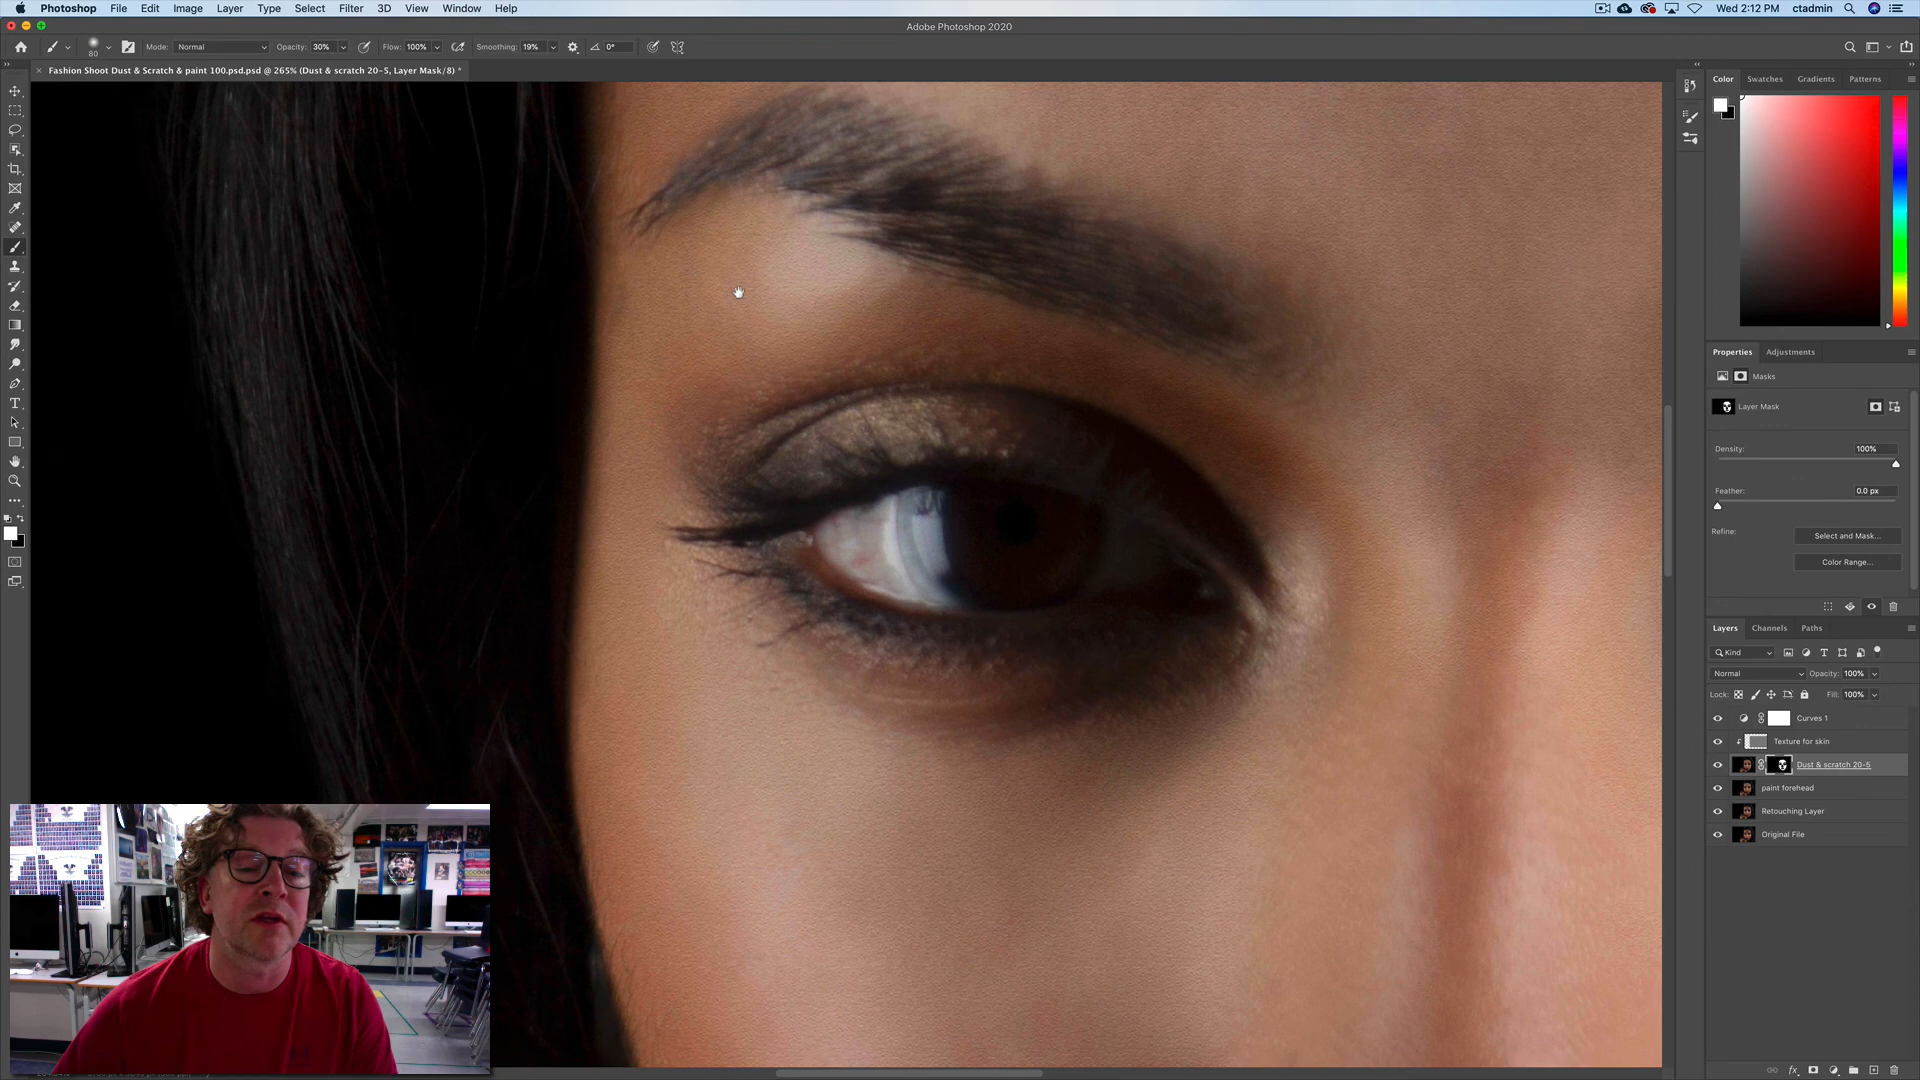 Photoshop File Edit Image Layer Type Select Filter 3D View Window Help Wed 2:12 PM ctadmin
Adobe Photoshop 2020
80 Mode: Normal Opacity: 30% Flow: 100% Smoothing: 19% 0°
Fashion Shoot Dust & Scratch & paint 100.psd.psd @ 265% (Dust & scratch 20-5, Layer Mask/8) *
Color Swatches Gradients Patterns
Properties Adjustments
Masks
Layer Mask
Density: 100%
Feather: 0.0 px
Refine: Select and Mask...
Color Range...
Layers Channels Paths
Kind
Normal Opacity: 100%
Lock: Fill: 100%
Curves 1
Texture for skin
Dust & scratch 20-5
paint forehead
Retouching Layer
Original File